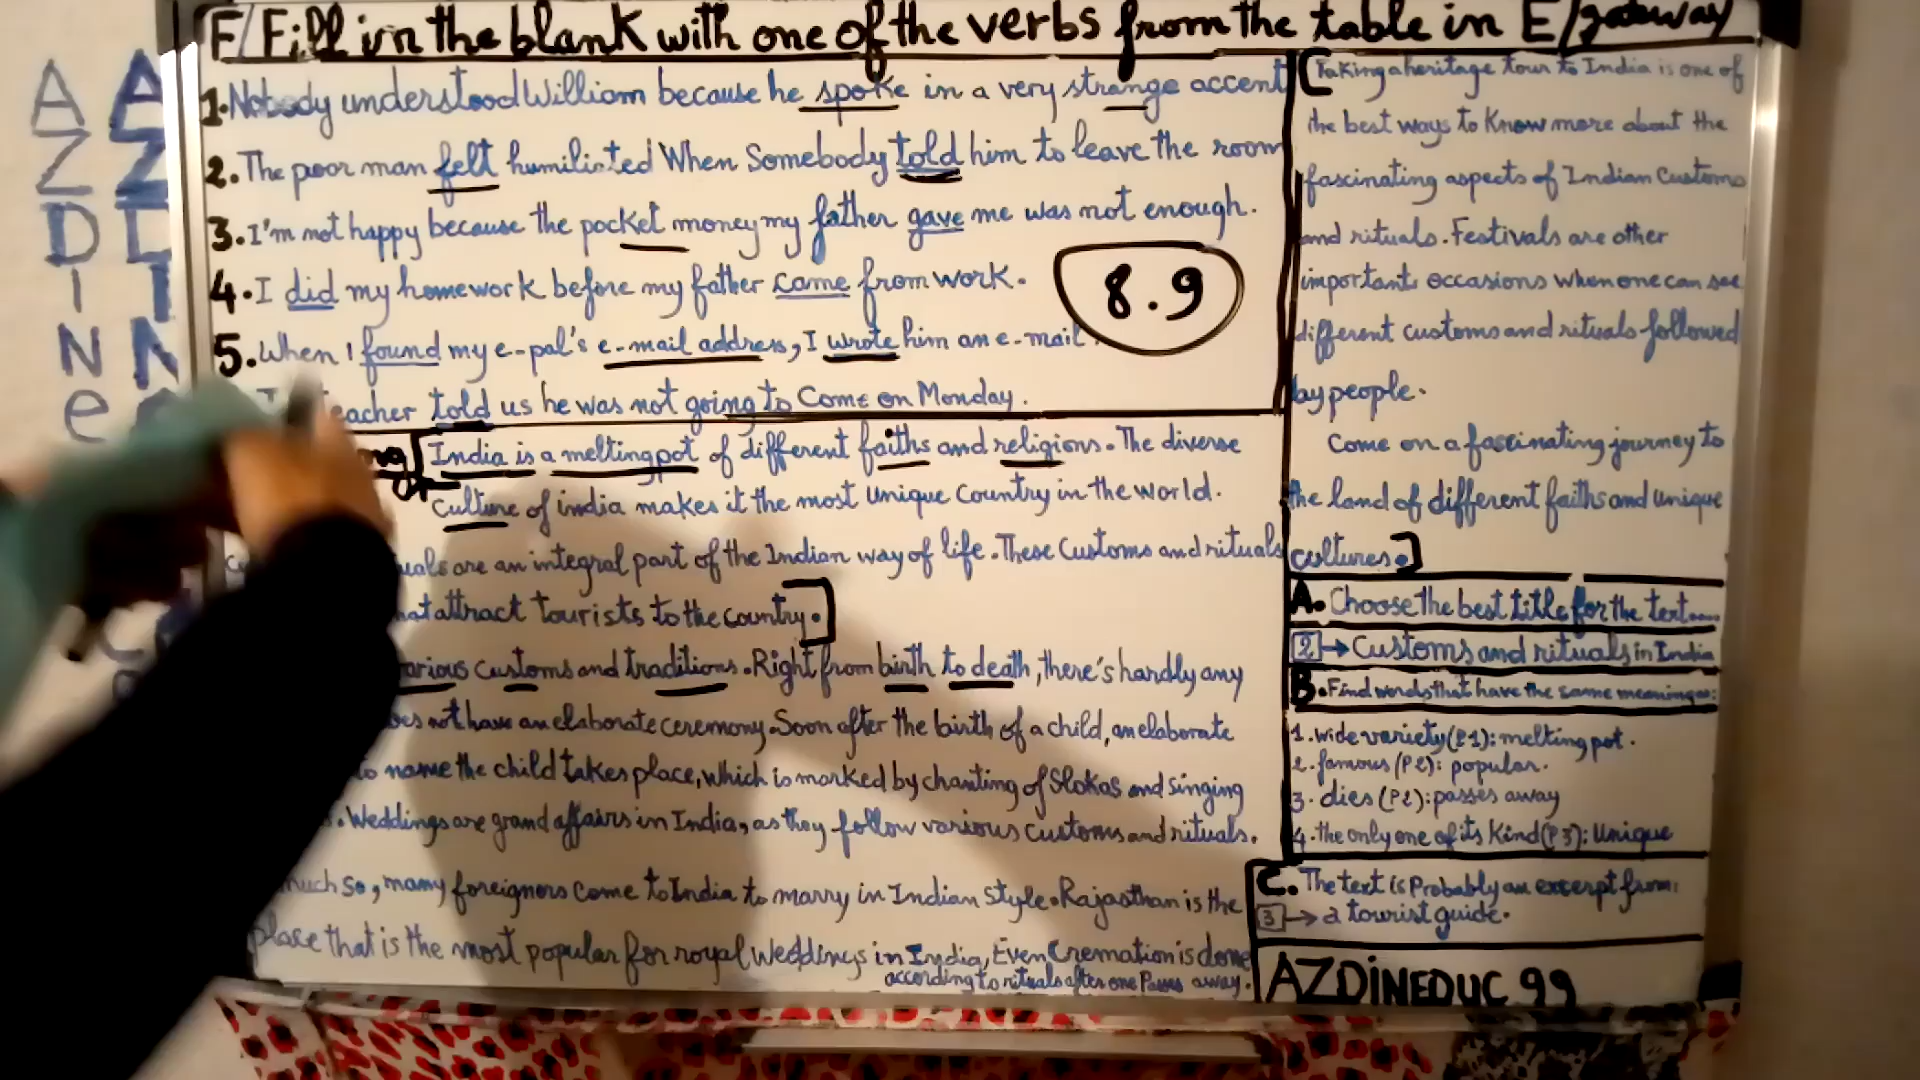 F/Fill in the blank with one of the verbs from the table in E/gateway
1.Nobody understood William because he spoke in a very strange accent
2.The poor man felt humiliated When Somebody told him to leave the room
3.I'm not happy because the pocket money my father gave me was not enough.
4.I did my homework before my father came from work.
8.9
5.When I found my e-pal's e-mail address, I wrote him an e-mail.
eacher told us he was not going to Come on Monday.
India is a melting pot of different faiths and religions. The diverse
culture of india makes it the most Unique Country in the world.
uals are an integral part of the Indian way of life. These Customs and rituals
attract tourists to the country.
arious customs and traditions. Right from birth to death, there's hardly any
es not have an elaborate ceremony. Soon after the birth of a child, an elaborate
to name the child takes place, which is marked by chanting of Slokas and singing
. Weddings are grand affairs in India, as they follow various customs and rituals.
much so, many foreigners come to India to marry in Indian style. Rajasthan is the
place that is the most popular for royal Weddings in India, Even Cremation is done
according to rituals after one Passes away.
Taking a heritage tour to India is one of
the best ways to Know more about the
fascinating aspects of Indian Customs
and rituals. Festivals are other
important occasions when one can see
different customs and rituals followed
by people.
Come on a fascinating journey to
the land of different faiths and unique
cultures.
A. Choose the best title for the text....
2 → Customs and rituals in India
B. Find words that have the same meaning as:
1. wide variety (P1): melting pot.
2. famous (P2): popular.
3. dies (P2): passes away
4. the only one of its Kind (P3): Unique
C. The text is Probably an excerpt from:
3 → a tourist guide.
AZDINEDUC 99
A
Z
D
I
N
e
A
Z
D
I
N